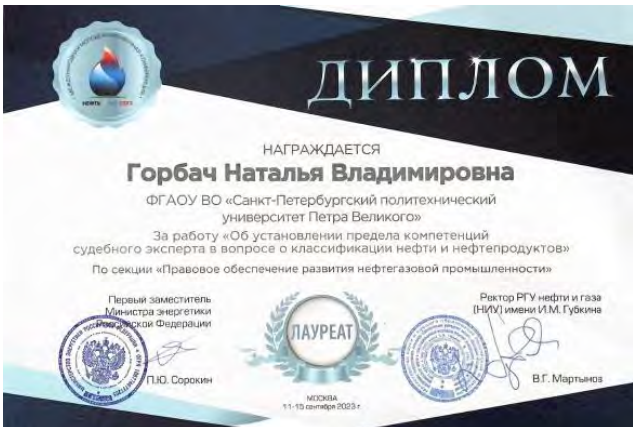 ДИПЛОМ
НЕФТЬ
НАГРАЖДАЕТСЯ
Горбач Наталья Владимировна
ФГАОУ ВО «Санкт-Петербургский политехнический
университет Петра Великого»
За работу «Об установлении предела компетенций
судебного эксперта в вопросе о классификации нефти и нефтепродуктов»
По секции «Правовое обеспечение развития нефтегазовой промышленности»
Первый заместитель
Министра энергетики
Российской Федерации
П.Ю. Сорокин
ЛАУРЕАТ
Ректор РГУ нефти и газа
(НИУ) имени И.М. Губкина
В.Г. Мартынов
МОСКВА
11-15 сентября 2023 г.